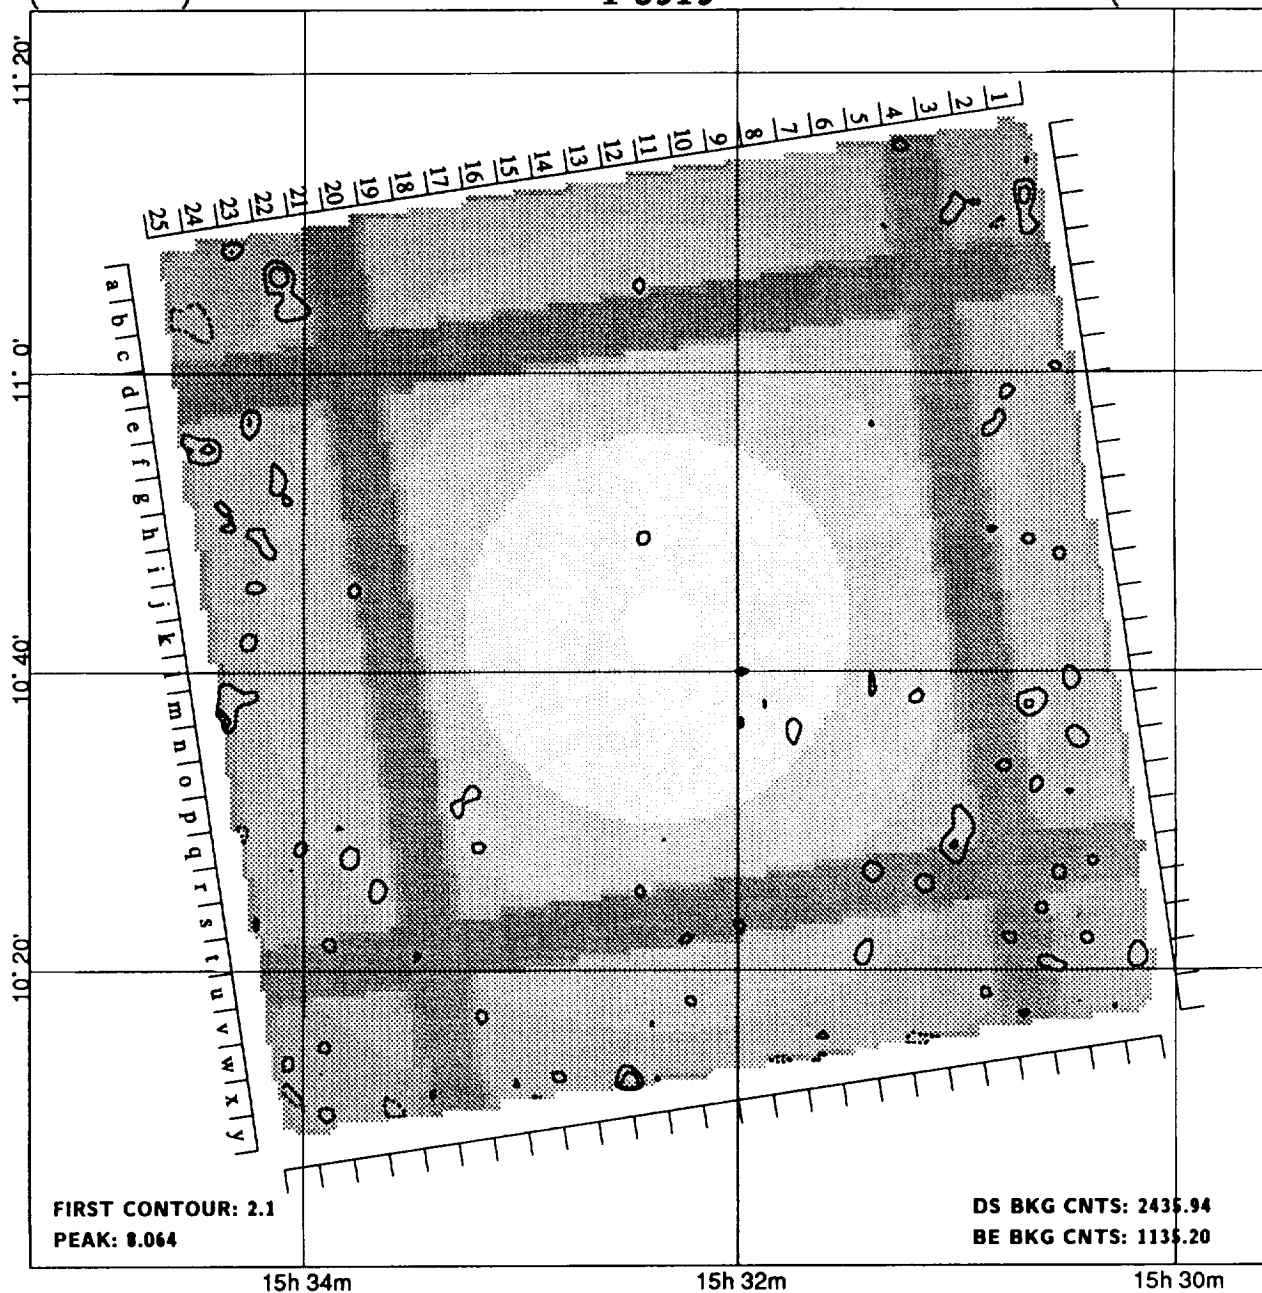 11° 20'
1
2
3
4
5
6
7
8
9
10
11
12
13
14
15
16
17
18
19
20
21
22
23
24
25
a
b
c
d
e
f
g
h
i
j
k
l
m
n
o
p
q
r
s
t
u
v
w
x
y
11° 0'
10° 40'
10° 20'
FIRST CONTOUR: 2.1
PEAK: 8.064
DS BKG CNTS: 2435.94
BE BKG CNTS: 1135.20
15h 34m
15h 32m
15h 30m